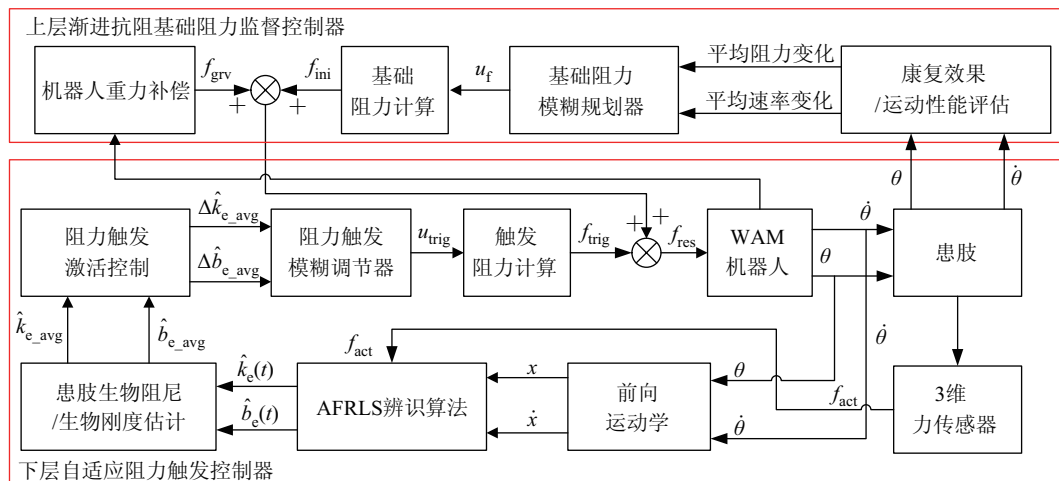 上层渐进抗阻基础阻力监督控制器
机器人重力补偿
f_grv
+
+
f_ini
基础
阻力计算
u_f
基础阻力
模糊规划器
平均阻力变化
平均速率变化
康复效果
/运动性能评估
θ
θ̇
阻力触发
激活控制
Δk̂_e_avg
Δb̂_e_avg
阻力触发
模糊调节器
u_trig
触发
阻力计算
f_trig
+
+
f_res
WAM
机器人
θ̇
θ
患肢
k̂_e_avg
b̂_e_avg
f_act
θ̇
患肢生物阻尼
/生物刚度估计
k̂_e(t)
b̂_e(t)
AFRLS辨识算法
x
ẋ
前向
运动学
θ
θ̇
f_act
3维
力传感器
下层自适应阻力触发控制器